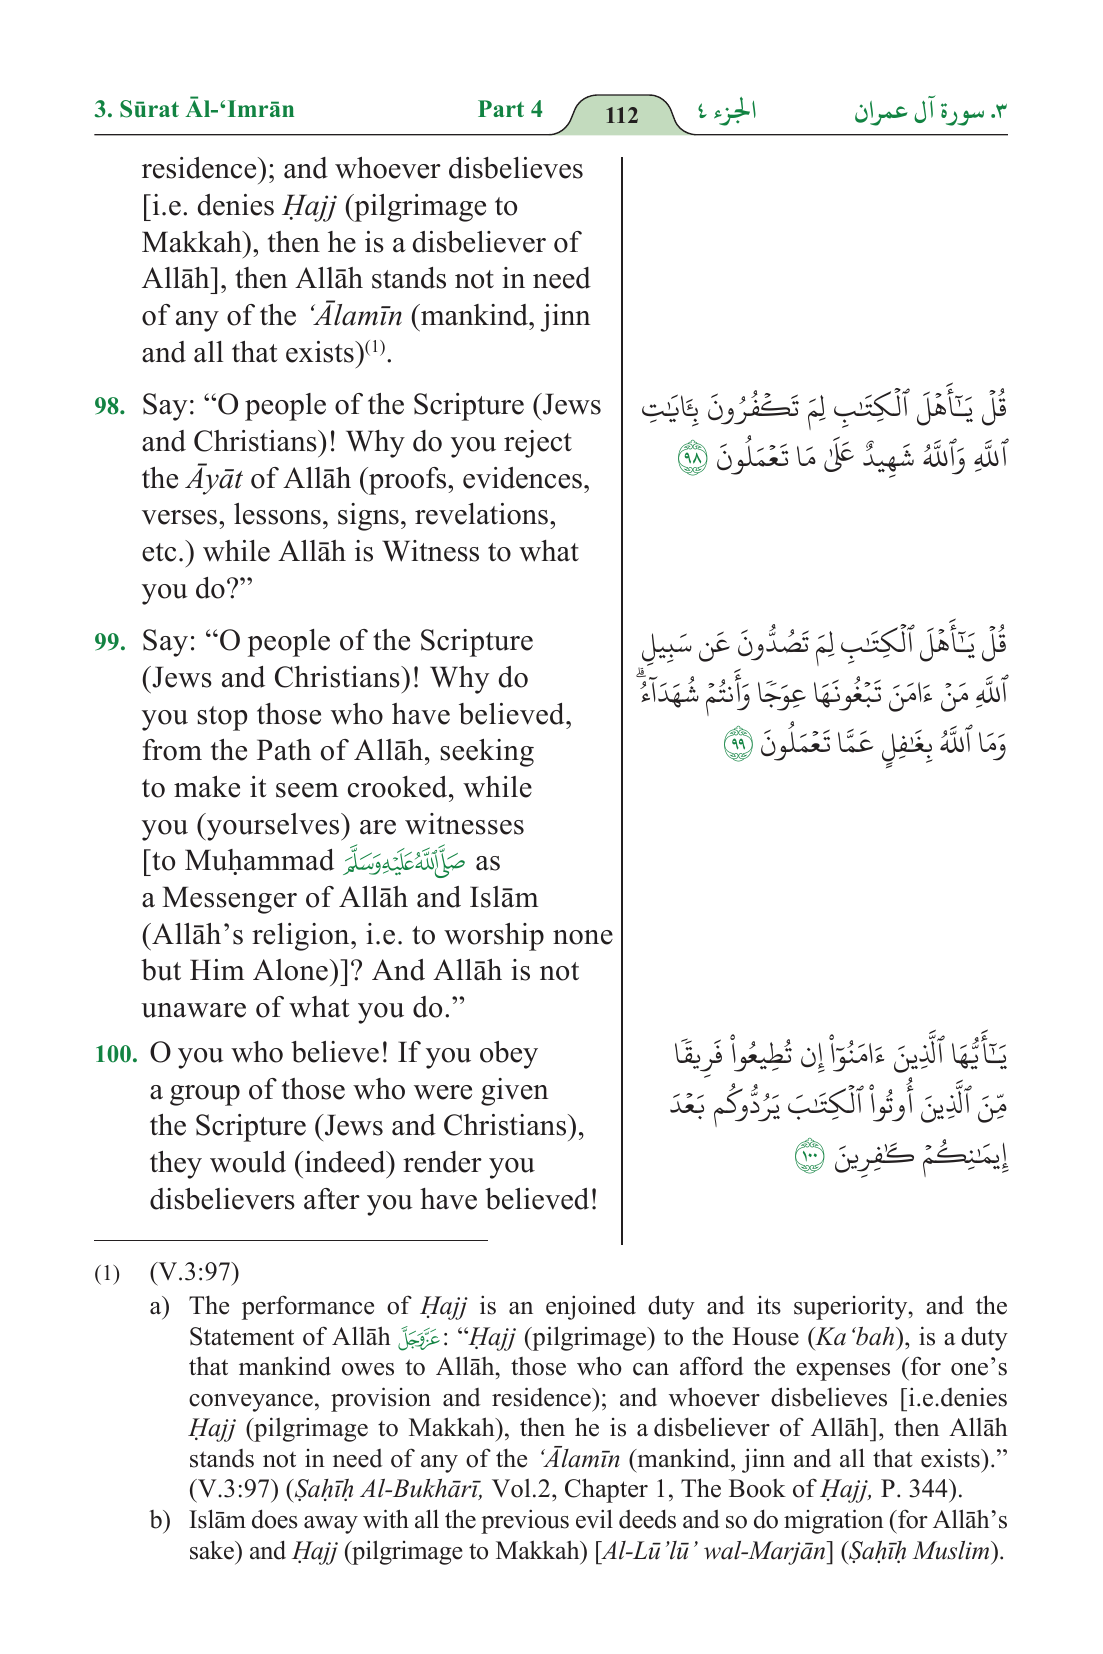 3. Sūrat Āl-‘Imrān Part 4 112 الجزء ٤ ٣. سورة آل عمران
residence); and whoever disbelieves
[i.e. denies Ḥajj (pilgrimage to
Makkah), then he is a disbeliever of
Allāh], then Allāh stands not in need
of any of the ‘Ālamīn (mankind, jinn
and all that exists)(1).
98. Say: “O people of the Scripture (Jews
and Christians)! Why do you reject
the Āyāt of Allāh (proofs, evidences,
verses, lessons, signs, revelations,
etc.) while Allāh is Witness to what
you do?”
قُلۡ يَـٰٓأَهۡلَ ٱلۡكِتَـٰبِ لِمَ تَكۡفُرُونَ بِـَٔايَـٰتِ
ٱللَّهِ وَٱللَّهُ شَهِيدٌ عَلَىٰ مَا تَعۡمَلُونَ ٩٨
99. Say: “O people of the Scripture
(Jews and Christians)! Why do
you stop those who have believed,
from the Path of Allāh, seeking
to make it seem crooked, while
you (yourselves) are witnesses
[to Muḥammad صَلَّى ٱللَّهُ عَلَيْهِ وَسَلَّمَ as
a Messenger of Allāh and Islām
(Allāh’s religion, i.e. to worship none
but Him Alone)]? And Allāh is not
unaware of what you do.”
قُلۡ يَـٰٓأَهۡلَ ٱلۡكِتَـٰبِ لِمَ تَصُدُّونَ عَن سَبِيلِ
ٱللَّهِ مَنۡ ءَامَنَ تَبۡغُونَهَا عِوَجٗا وَأَنتُمۡ شُهَدَآءُۗ
وَمَا ٱللَّهُ بِغَـٰفِلٍ عَمَّا تَعۡمَلُونَ ٩٩
100. O you who believe! If you obey
a group of those who were given
the Scripture (Jews and Christians),
they would (indeed) render you
disbelievers after you have believed!
يَـٰٓأَيُّهَا ٱلَّذِينَ ءَامَنُوٓاْ إِن تُطِيعُواْ فَرِيقٗا
مِّنَ ٱلَّذِينَ أُوتُواْ ٱلۡكِتَـٰبَ يَرُدُّوكُم بَعۡدَ
إِيمَـٰنِكُمۡ كَـٰفِرِينَ ١٠٠
(1) (V.3:97)
a) The performance of Ḥajj is an enjoined duty and its superiority, and the
Statement of Allāh عَزَّوَجَلَّ: “Ḥajj (pilgrimage) to the House (Ka‘bah), is a duty
that mankind owes to Allāh, those who can afford the expenses (for one’s
conveyance, provision and residence); and whoever disbelieves [i.e.denies
Ḥajj (pilgrimage to Makkah), then he is a disbeliever of Allāh], then Allāh
stands not in need of any of the ‘Ālamīn (mankind, jinn and all that exists).”
(V.3:97) (Ṣaḥīḥ Al-Bukhārī, Vol.2, Chapter 1, The Book of Ḥajj, P. 344).
b) Islām does away with all the previous evil deeds and so do migration (for Allāh’s
sake) and Ḥajj (pilgrimage to Makkah) [Al-Lū’lū’ wal-Marjān] (Ṣaḥīḥ Muslim).